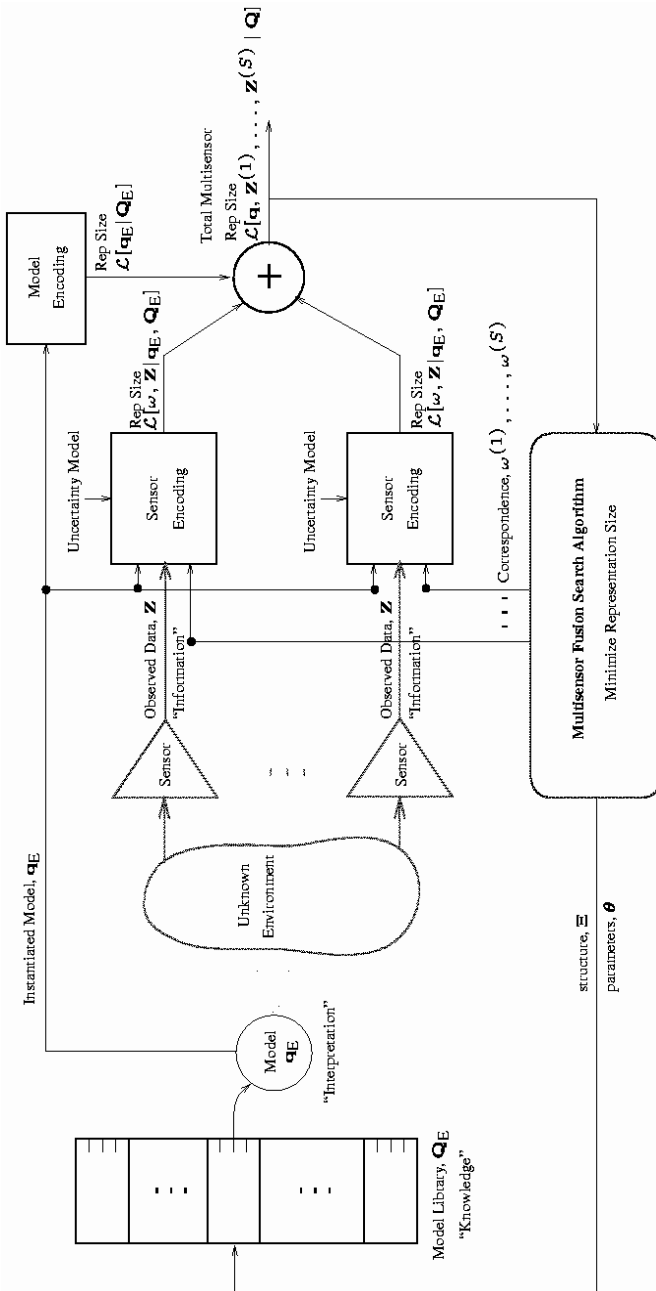 Model
Encoding
Rep Size
𝓛[q_E|Q_E]
Total Multisensor
Rep Size
𝓛[q, Z^(1), . . . . , Z^(S) | Q]
+
Uncertainty Model
Sensor
Encoding
Rep Size
𝓛[ω, Z|q_E, Q_E]
Uncertainty Model
Sensor
Encoding
Rep Size
𝓛[ω, Z|q_E, Q_E]
Observed Data, Z
“Information”
Sensor
Observed Data, Z
“Information”
Sensor
Unknown
Environment
Instantiated Model, q_E
Model
q_E
“Interpretation”
Model Library, Q_E
“Knowledge”
Correspondence, ω^(1), . . . . , ω^(S)
Multisensor Fusion Search Algorithm
Minimize Representation Size
structure, Ξ
parameters, θ